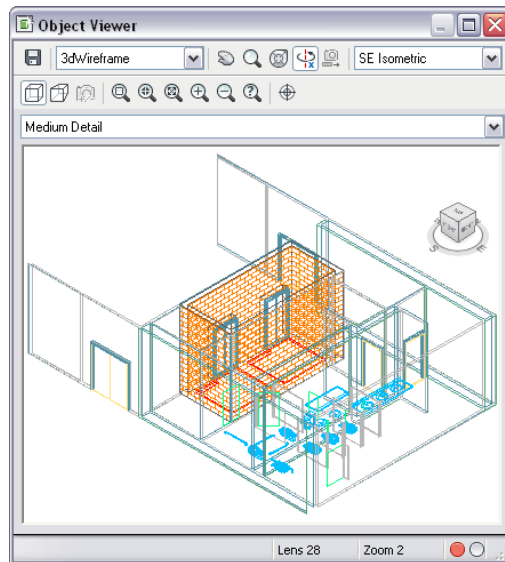 Object Viewer
3dWireframe
SE Isometric
Medium Detail
Lens 28
Zoom 2